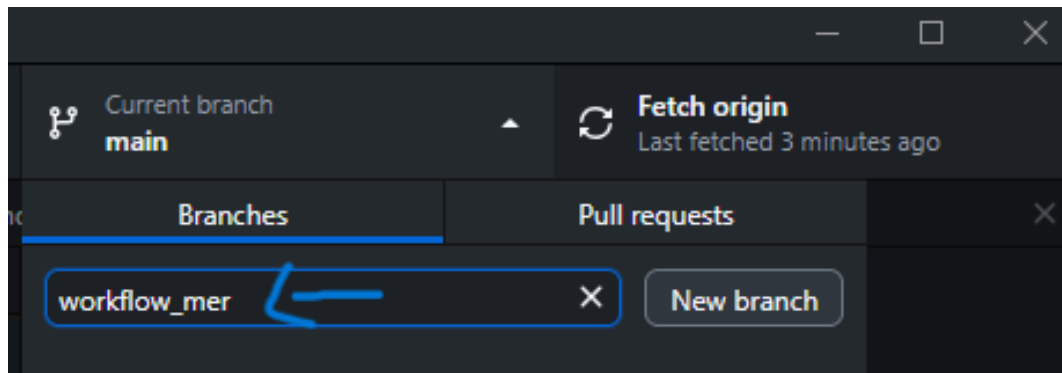 Current branch
main
Fetch origin
Last fetched 3 minutes ago
Branches
Pull requests
workflow_mer
New branch